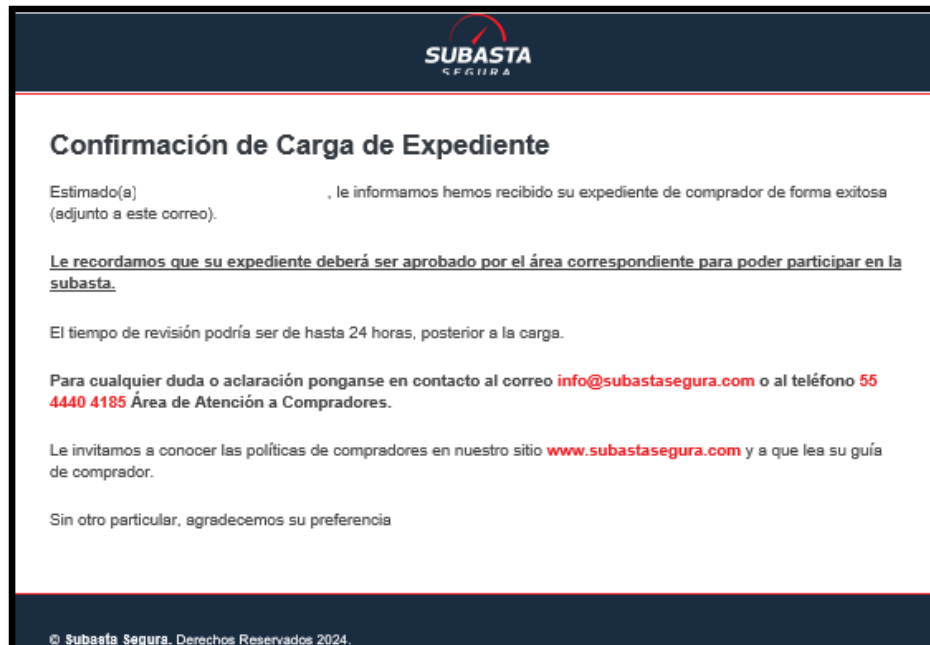 SUBASTA
SEGURA
Confirmación de Carga de Expediente
Estimado(a) , le informamos hemos recibido su expediente de comprador de forma exitosa
(adjunto a este correo).
Le recordamos que su expediente deberá ser aprobado por el área correspondiente para poder participar en la
subasta.
El tiempo de revisión podría ser de hasta 24 horas, posterior a la carga.
Para cualquier duda o aclaración ponganse en contacto al correo info@subastasegura.com o al teléfono 55
4440 4185 Área de Atención a Compradores.
Le invitamos a conocer las políticas de compradores en nuestro sitio www.subastasegura.com y a que lea su guía
de comprador.
Sin otro particular, agradecemos su preferencia
© Subasta Segura. Derechos Reservados 2024.